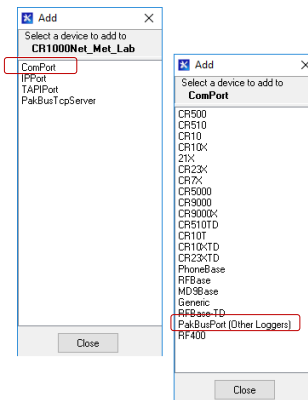 Add
Select a device to add to
CR1000Net_Met_Lab
ComPort
IPPort
TAPIPort
PakBusTcpServer
Close
Add
Select a device to add to
ComPort
CR500
CR510
CR10
CR10X
21X
CR23X
CR7X
CR5000
CR9000
CR9000X
CR510TD
CR10T
CR10XTD
CR23XTD
PhoneBase
RFBase
MD9Base
Generic
RFBase-TD
PakBusPort (Other Loggers)
RF400
Close